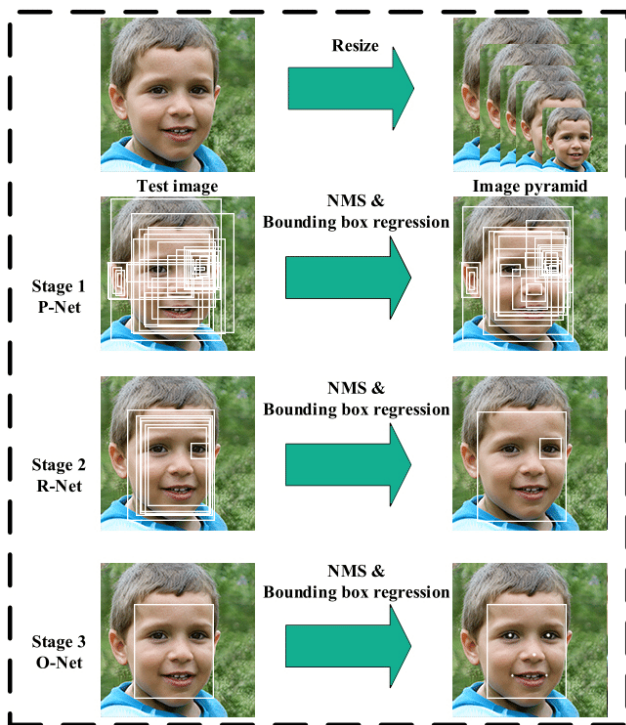 Resize
Test image
Image pyramid
NMS &
Bounding box regression
Stage 1
P-Net
NMS &
Bounding box regression
Stage 2
R-Net
NMS &
Bounding box regression
Stage 3
O-Net